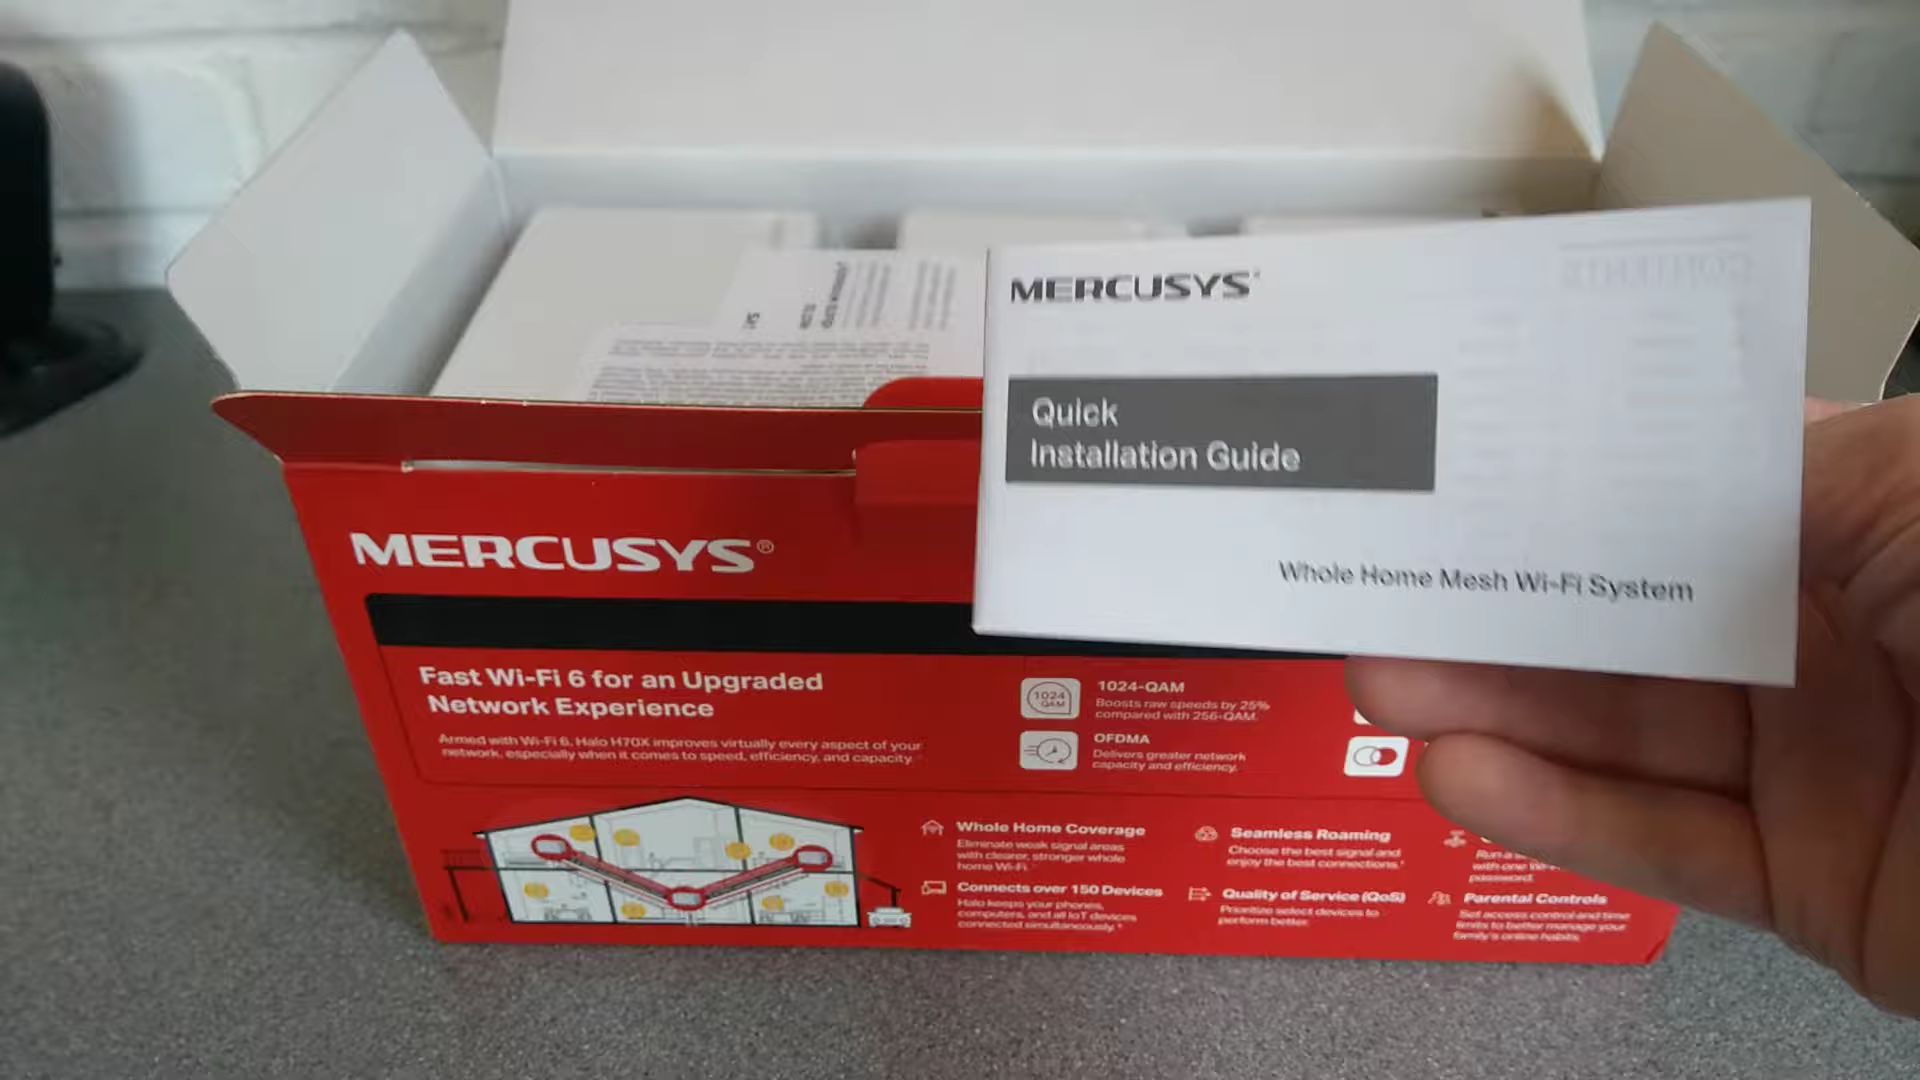 MERCUSYS
Quick
Installation Guide
Whole Home Mesh Wi-Fi System
MERCUSYS®
Fast Wi-Fi 6 for an Upgraded
Network Experience
Armed with Wi-Fi 6, Halo H70X improves virtually every aspect of your
network, especially when it comes to speed, efficiency, and capacity.
1024
QAM
1024-QAM
Boosts raw speeds by 25%
compared with 256-QAM.
OFDMA
Delivers greater network
capacity and efficiency.
Whole Home Coverage
Eliminate weak signal areas
with clearer, stronger whole
home Wi-Fi.
Connects over 150 Devices
Halo keeps your phones,
computers, and all IoT devices
connected simultaneously.*
Seamless Roaming
Choose the best signal and
enjoy the best connections.*
Quality of Service (QoS)
Prioritize select devices to
perform better.
with one
password.
Parental Controls
Set access control and time
limits to better manage your
family's online habits.